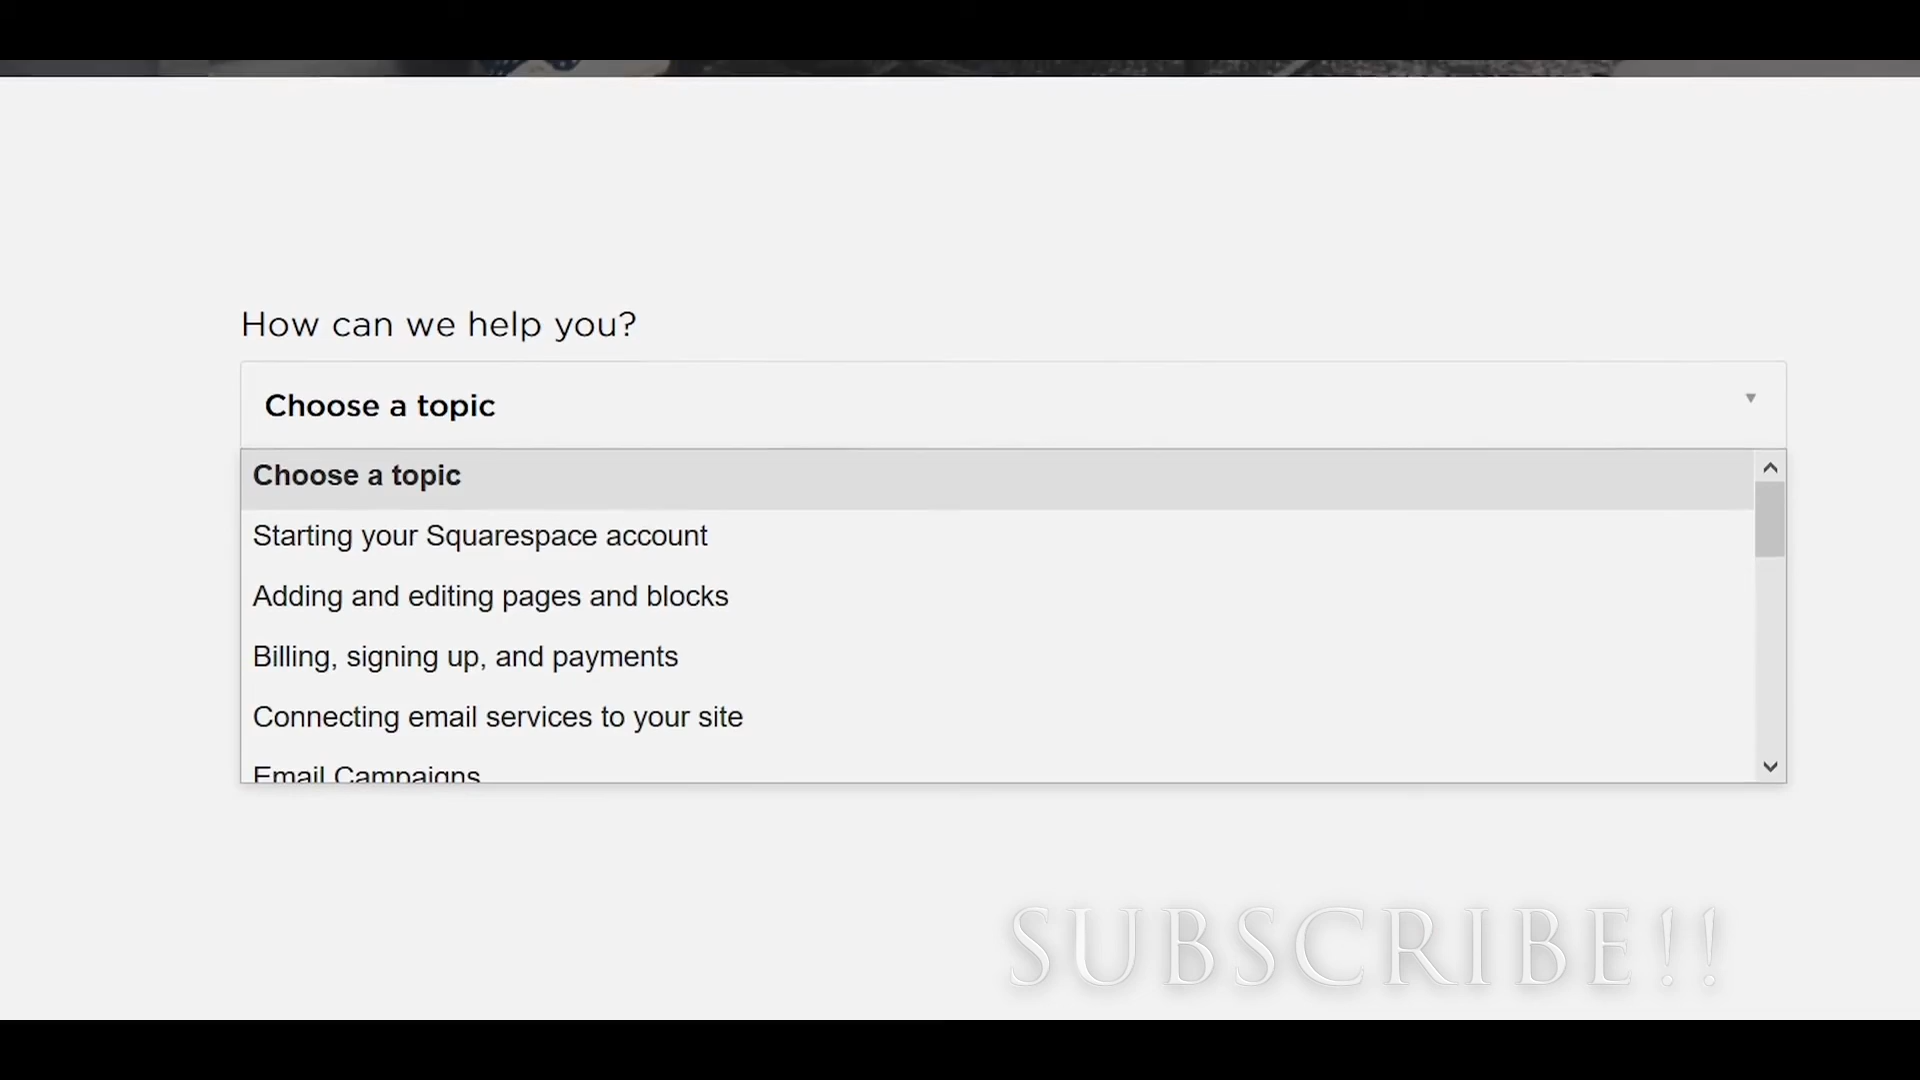 How can we help you?
Choose a topic
Choose a topic
Starting your Squarespace account
Adding and editing pages and blocks
Billing, signing up, and payments
Connecting email services to your site
Email Campaigns
SUBSCRIBE!!